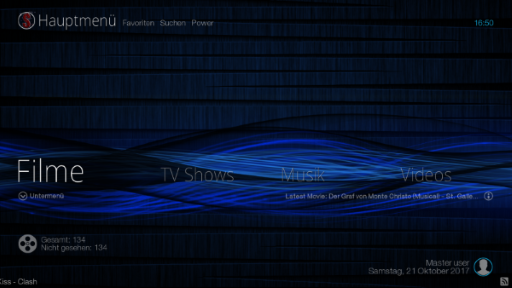 Hauptmenü Favoriten Suchen Power 16:50
Filme TV Shows Musik Videos
Untermenü Latest Movie: Der Graf von Monte Christo (Musical) - St. Galle...
Gesamt: 134
Nicht gesehen: 134
Master user
Samstag, 21 Oktober 2017
Kiss - Clash